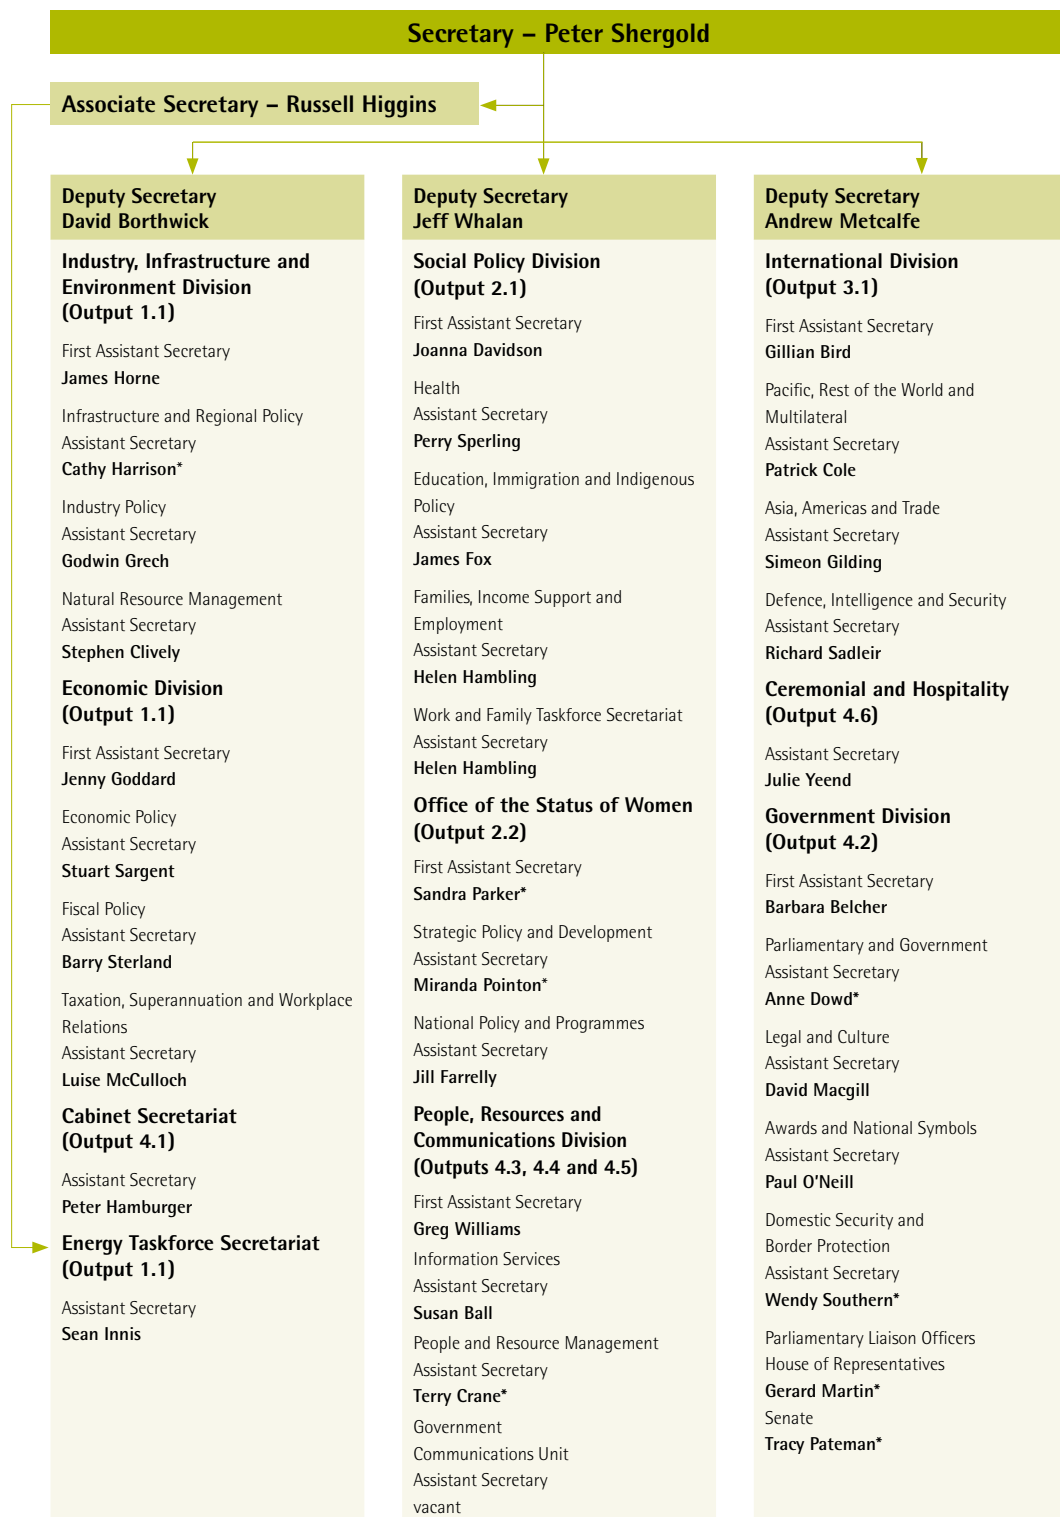 Secretary – Peter Shergold
Associate Secretary – Russell Higgins
Deputy Secretary
David Borthwick
Industry, Infrastructure and
Environment Division
(Output 1.1)
First Assistant Secretary
James Horne
Infrastructure and Regional Policy
Assistant Secretary
Cathy Harrison*
Industry Policy
Assistant Secretary
Godwin Grech
Natural Resource Management
Assistant Secretary
Stephen Clively
Economic Division
(Output 1.1)
First Assistant Secretary
Jenny Goddard
Economic Policy
Assistant Secretary
Stuart Sargent
Fiscal Policy
Assistant Secretary
Barry Sterland
Taxation, Superannuation and Workplace
Relations
Assistant Secretary
Luise McCulloch
Cabinet Secretariat
(Output 4.1)
Assistant Secretary
Peter Hamburger
Energy Taskforce Secretariat
(Output 1.1)
Assistant Secretary
Sean Innis
Deputy Secretary
Jeff Whalan
Social Policy Division
(Output 2.1)
First Assistant Secretary
Joanna Davidson
Health
Assistant Secretary
Perry Sperling
Education, Immigration and Indigenous
Policy
Assistant Secretary
James Fox
Families, Income Support and
Employment
Assistant Secretary
Helen Hambling
Work and Family Taskforce Secretariat
Assistant Secretary
Helen Hambling
Office of the Status of Women
(Output 2.2)
First Assistant Secretary
Sandra Parker*
Strategic Policy and Development
Assistant Secretary
Miranda Pointon*
National Policy and Programmes
Assistant Secretary
Jill Farrelly
People, Resources and
Communications Division
(Outputs 4.3, 4.4 and 4.5)
First Assistant Secretary
Greg Williams
Information Services
Assistant Secretary
Susan Ball
People and Resource Management
Assistant Secretary
Terry Crane*
Government
Communications Unit
Assistant Secretary
vacant
Deputy Secretary
Andrew Metcalfe
International Division
(Output 3.1)
First Assistant Secretary
Gillian Bird
Pacific, Rest of the World and
Multilateral
Assistant Secretary
Patrick Cole
Asia, Americas and Trade
Assistant Secretary
Simeon Gilding
Defence, Intelligence and Security
Assistant Secretary
Richard Sadleir
Ceremonial and Hospitality
(Output 4.6)
Assistant Secretary
Julie Yeend
Government Division
(Output 4.2)
First Assistant Secretary
Barbara Belcher
Parliamentary and Government
Assistant Secretary
Anne Dowd*
Legal and Culture
Assistant Secretary
David Macgill
Awards and National Symbols
Assistant Secretary
Paul O'Neill
Domestic Security and
Border Protection
Assistant Secretary
Wendy Southern*
Parliamentary Liaison Officers
House of Representatives
Gerard Martin*
Senate
Tracy Pateman*